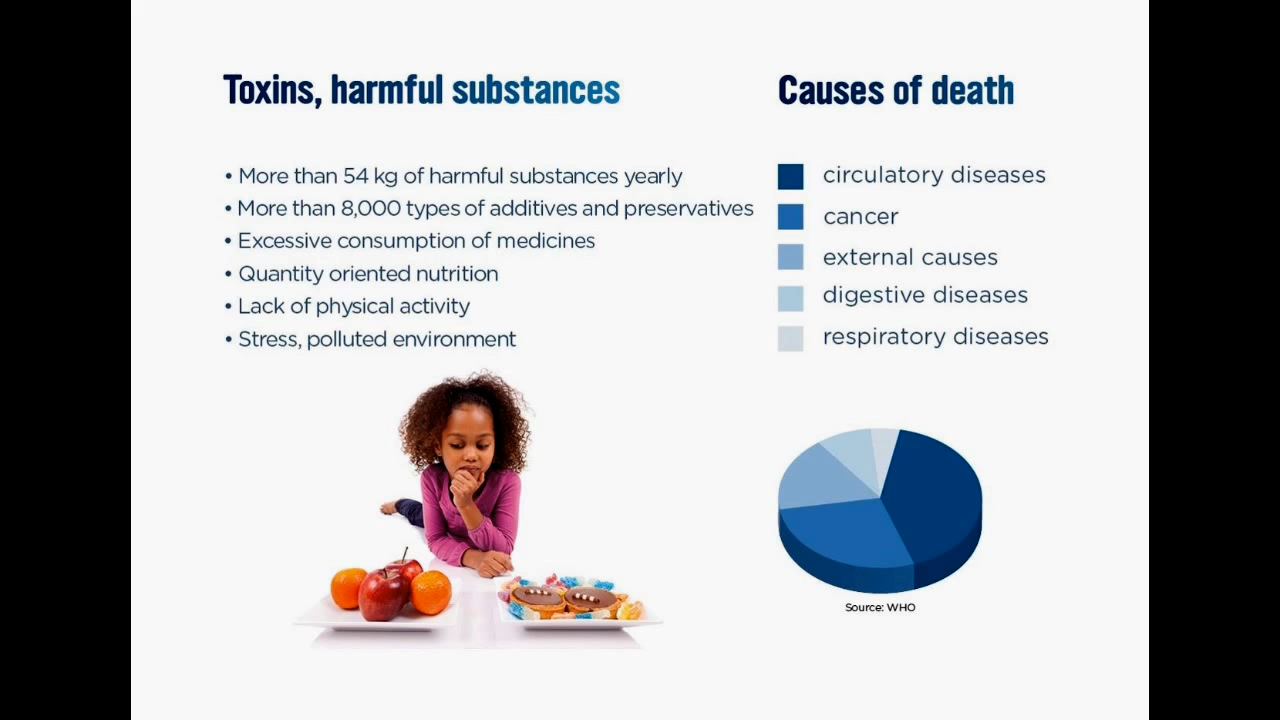 Toxins, harmful substances
• More than 54 kg of harmful substances yearly
• More than 8,000 types of additives and preservatives
• Excessive consumption of medicines
• Quantity oriented nutrition
• Lack of physical activity
• Stress, polluted environment
Causes of death
circulatory diseases
cancer
external causes
digestive diseases
respiratory diseases
Source: WHO